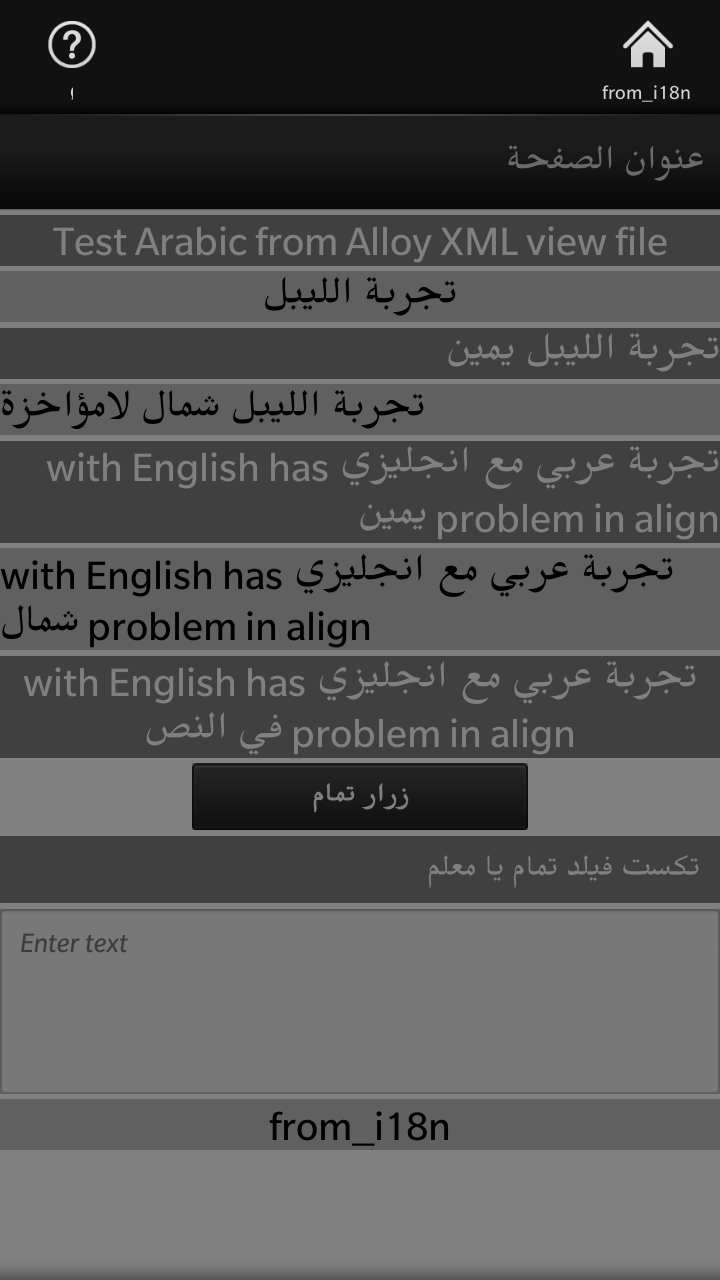 from_i18n
عنوان الصفحة
Test Arabic from Alloy XML view file
تجربة الليبل
تجربة الليبل يمين
تجربة الليبل شمال لامؤاخزة
تجربة عربي مع انجليزي with English has
problem in align يمين
تجربة عربي مع انجليزي with English has
problem in align شمال
تجربة عربي مع انجليزي with English has
problem in align في النص
زرار تمام
تكست فيلد تمام يا معلم
Enter text
from_i18n